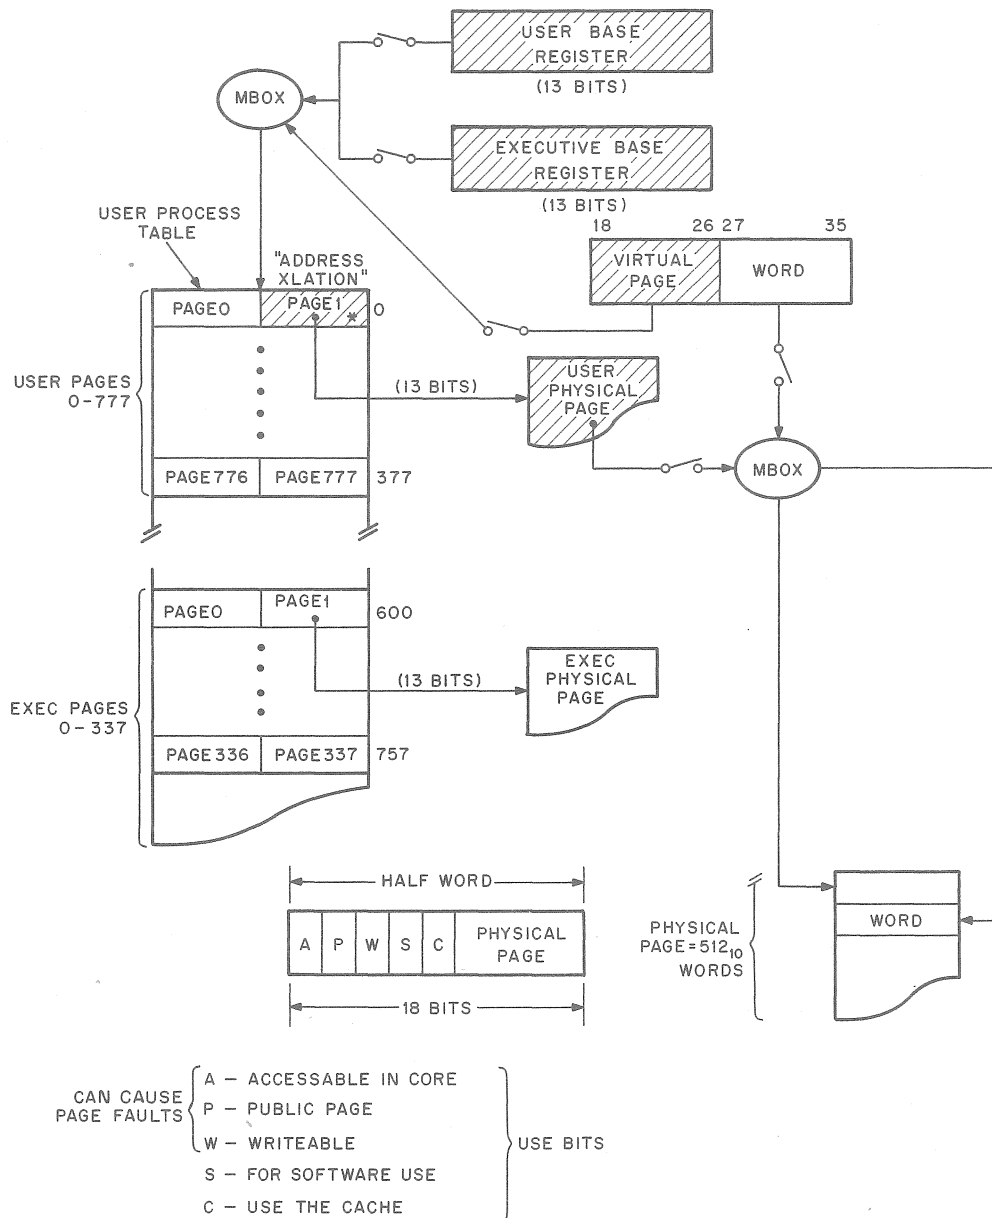 USER BASE
REGISTER
(13 BITS)
MBOX
EXECUTIVE BASE
REGISTER
(13 BITS)
USER PROCESS
TABLE
18 26 27 35
VIRTUAL
PAGE
WORD
"ADDRESS
XLATION"
PAGE0 PAGE1 * 0
USER PAGES
0-777
(13 BITS)
USER
PHYSICAL
PAGE
MBOX
PAGE776 PAGE777 377
PAGE0 PAGE1 600
EXEC PAGES
0-337
(13 BITS)
EXEC
PHYSICAL
PAGE
PAGE336 PAGE337 757
HALF WORD
A P W S C PHYSICAL
PAGE
18 BITS
PHYSICAL
PAGE=512₁₀
WORDS
WORD
CAN CAUSE
PAGE FAULTS
A – ACCESSABLE IN CORE
P – PUBLIC PAGE
W – WRITEABLE
S – FOR SOFTWARE USE
C – USE THE CACHE
USE BITS